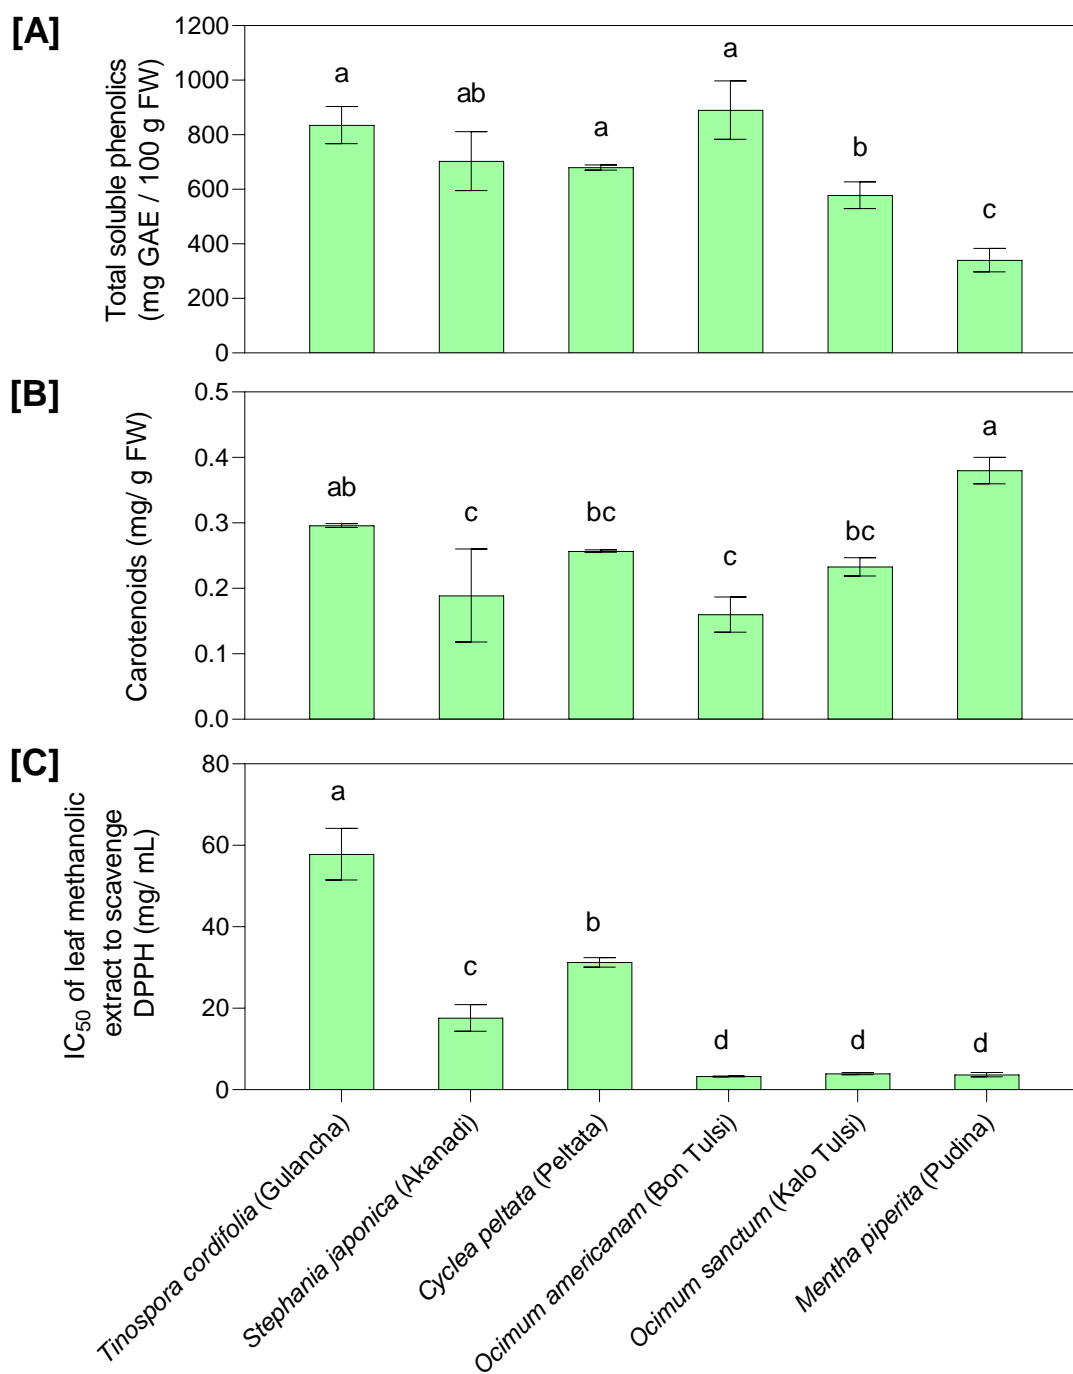 [A]
Total soluble phenolics
(mg GAE / 100 g FW)
1200
1000
800
600
400
200
0
a
ab
a
a
b
c
[B]
Carotenoids (mg/ g FW)
0.5
0.4
0.3
0.2
0.1
0.0
ab
c
bc
c
bc
a
[C]
IC50 of leaf methanolic
extract to scavenge
DPPH (mg/ mL)
80
60
40
20
0
a
c
b
d
d
d
Tinospora cordifolia (Gulancha)
Stephania japonica (Akanadi)
Cyclea peltata (Peltata)
Ocimum americanam (Bon Tulsi)
Ocimum sanctum (Kalo Tulsi)
Mentha piperita (Pudina)